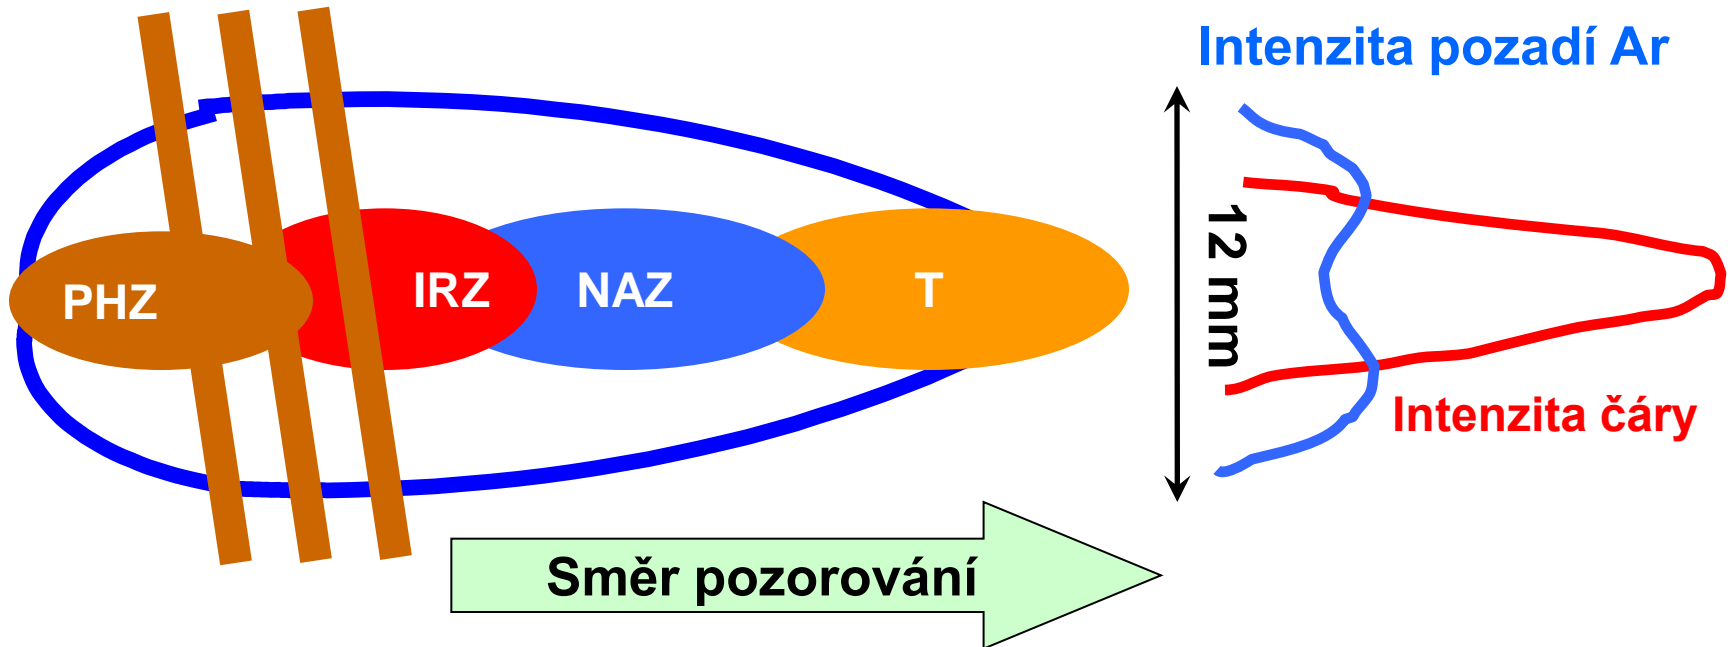 Intenzita pozadí Ar
PHZ
IRZ
NAZ
T
12 mm
Intenzita čáry
Směr pozorování